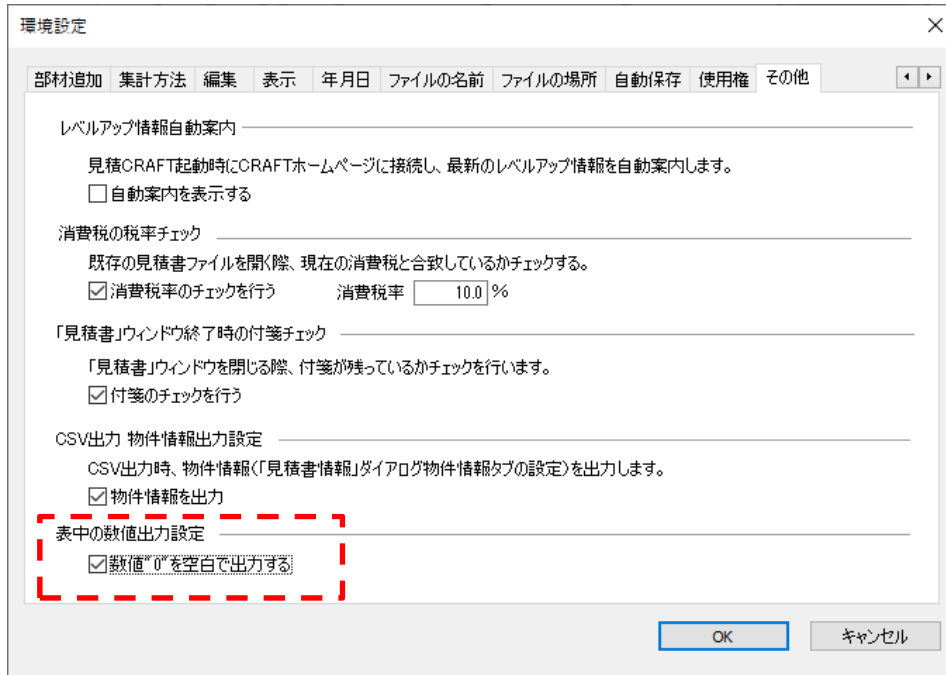 環境設定
部材追加 集計方法 編集 表示 年月日 ファイルの名前 ファイルの場所 自動保存 使用権 その他
レベルアップ情報自動案内
見積CRAFT起動時にCRAFTホームページに接続し、最新のレベルアップ情報を自動案内します。
自動案内を表示する
消費税の税率チェック
既存の見積書ファイルを開く際、現在の消費税と合致しているかチェックする。
消費税率のチェックを行う 消費税率 10.0 %
「見積書」ウィンドウ終了時の付箋チェック
「見積書」ウィンドウを閉じる際、付箋が残っているかチェックを行います。
付箋のチェックを行う
CSV出力 物件情報出力設定
CSV出力時、物件情報(「見積書情報」ダイアログ物件情報タブの設定)を出力します。
物件情報を出力
表中の数値出力設定
数値"0"を空白で出力する
OK キャンセル